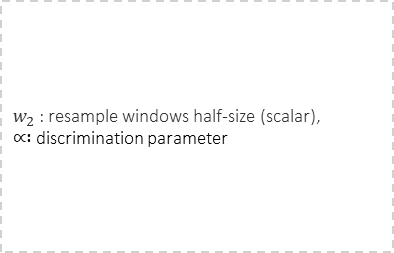 w₂ : resample windows half-size (scalar),
∝: discrimination parameter